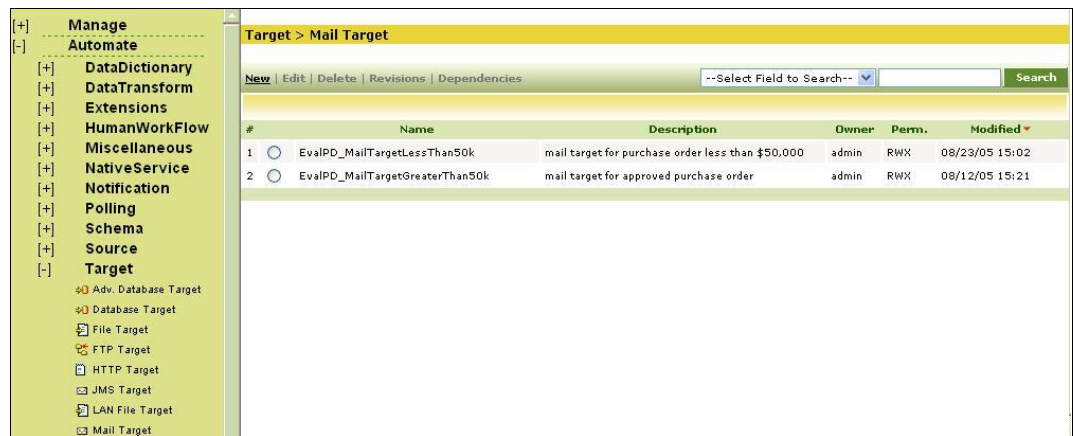 [+] Manage
[-] Automate
[+] DataDictionary
[+] DataTransform
[+] Extensions
[+] HumanWorkFlow
[+] Miscellaneous
[+] NativeService
[+] Notification
[+] Polling
[+] Schema
[+] Source
[-] Target
Adv. Database Target
Database Target
File Target
FTP Target
HTTP Target
JMS Target
LAN File Target
Mail Target
Target > Mail Target
New | Edit | Delete | Revisions | Dependencies --Select Field to Search-- Search
# Name Description Owner Perm. Modified
1 EvalPD_MailTargetLessThan50k mail target for purchase order less than $50,000 admin RWX 08/23/05 15:02
2 EvalPD_MailTargetGreaterThan50k mail target for approved purchase order admin RWX 08/12/05 15:21